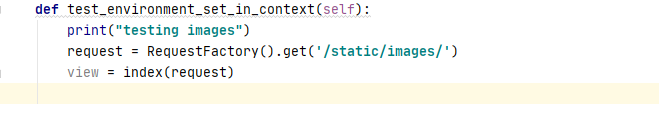 def test_environment_set_in_context(self):
print("testing images")
request = RequestFactory().get('/static/images/')
view = index(request)